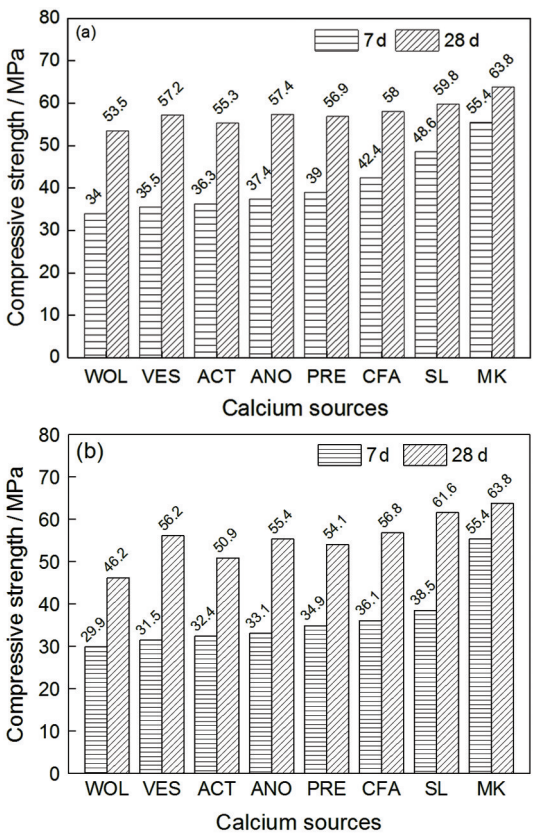 (a)
7 d 28 d
Compressive strength / MPa
80
70
60
50
40
30
20
10
0
34 53.5 35.5 57.2 36.3 55.3 37.4 57.4 39 56.9 42.4 58 48.6 59.8 55.4 63.8
WOL VES ACT ANO PRE CFA SL MK
Calcium sources
(b)
7 d 28 d
Compressive strength / MPa
80
70
60
50
40
30
20
10
0
29.9 46.2 31.5 56.2 32.4 50.9 33.1 55.4 34.9 54.1 36.1 56.8 38.5 61.6 55.4 63.8
WOL VES ACT ANO PRE CFA SL MK
Calcium sources